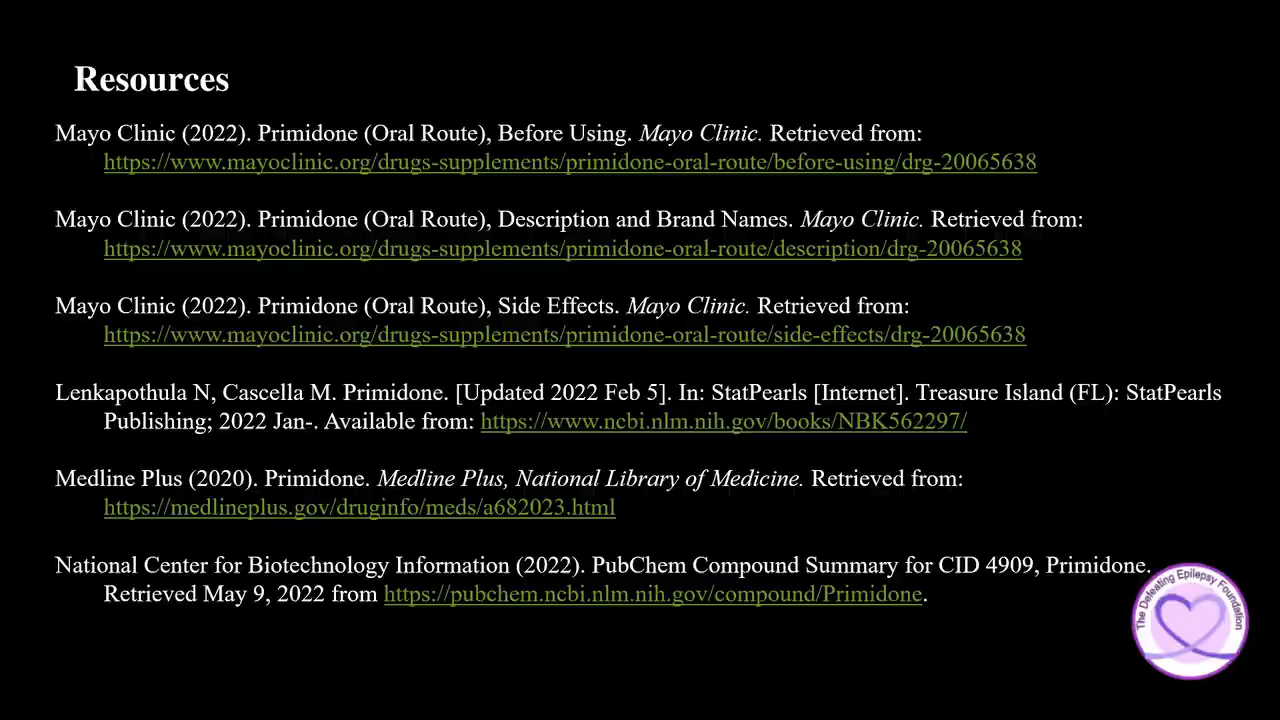 Resources
Mayo Clinic (2022). Primidone (Oral Route), Before Using. Mayo Clinic. Retrieved from:
https://www.mayoclinic.org/drugs-supplements/primidone-oral-route/before-using/drg-20065638
Mayo Clinic (2022). Primidone (Oral Route), Description and Brand Names. Mayo Clinic. Retrieved from:
https://www.mayoclinic.org/drugs-supplements/primidone-oral-route/description/drg-20065638
Mayo Clinic (2022). Primidone (Oral Route), Side Effects. Mayo Clinic. Retrieved from:
https://www.mayoclinic.org/drugs-supplements/primidone-oral-route/side-effects/drg-20065638
Lenkapothula N, Cascella M. Primidone. [Updated 2022 Feb 5]. In: StatPearls [Internet]. Treasure Island (FL): StatPearls
Publishing; 2022 Jan-. Available from: https://www.ncbi.nlm.nih.gov/books/NBK562297/
Medline Plus (2020). Primidone. Medline Plus, National Library of Medicine. Retrieved from:
https://medlineplus.gov/druginfo/meds/a682023.html
National Center for Biotechnology Information (2022). PubChem Compound Summary for CID 4909, Primidone.
Retrieved May 9, 2022 from https://pubchem.ncbi.nlm.nih.gov/compound/Primidone.
The Defeating Epilepsy Foundation